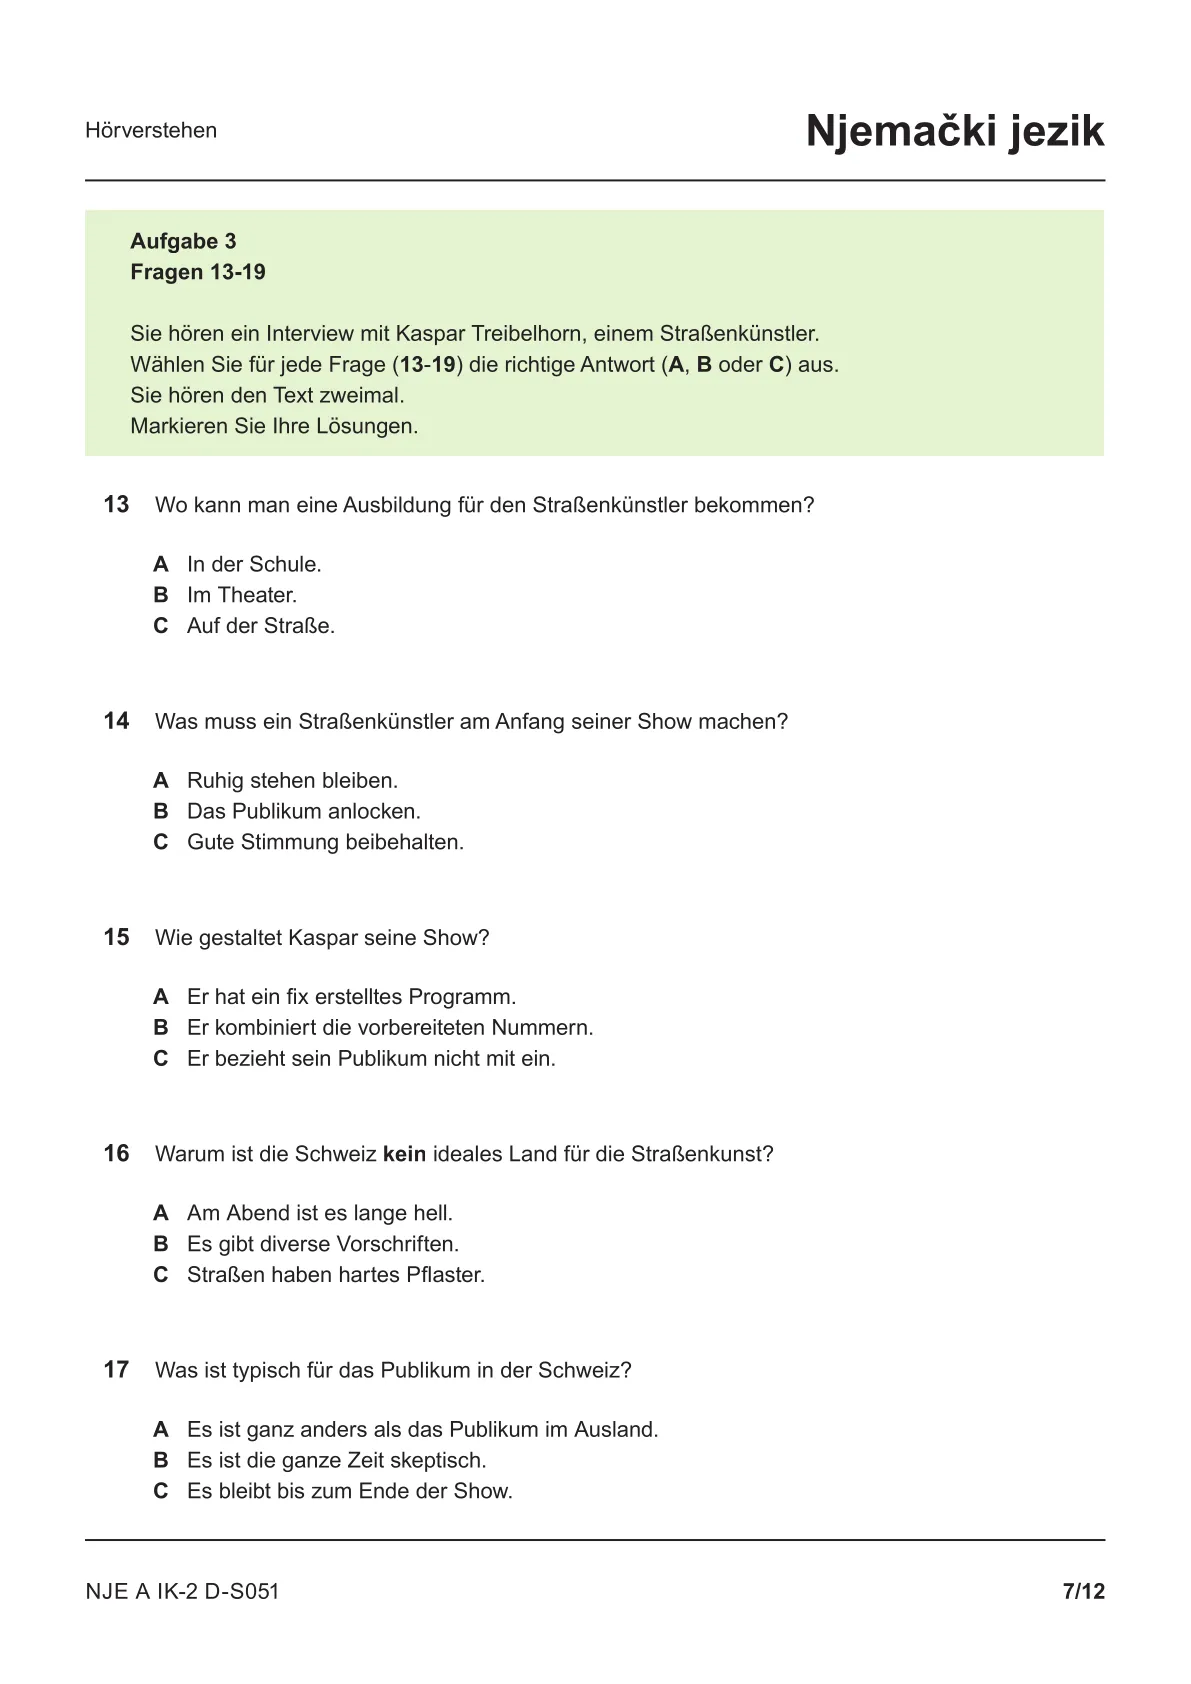 Hörverstehen
Njemački jezik
Aufgabe 3
Fragen 13-19
Sie hören ein Interview mit Kaspar Treibelhorn, einem Straßenkünstler.
Wählen Sie für jede Frage (13-19) die richtige Antwort (A, B oder C) aus.
Sie hören den Text zweimal.
Markieren Sie Ihre Lösungen.
13 Wo kann man eine Ausbildung für den Straßenkünstler bekommen?
A In der Schule.
B Im Theater.
C Auf der Straße.
14 Was muss ein Straßenkünstler am Anfang seiner Show machen?
A Ruhig stehen bleiben.
B Das Publikum anlocken.
C Gute Stimmung beibehalten.
15 Wie gestaltet Kaspar seine Show?
A Er hat ein fix erstelltes Programm.
B Er kombiniert die vorbereiteten Nummern.
C Er bezieht sein Publikum nicht mit ein.
16 Warum ist die Schweiz kein ideales Land für die Straßenkunst?
A Am Abend ist es lange hell.
B Es gibt diverse Vorschriften.
C Straßen haben hartes Pflaster.
17 Was ist typisch für das Publikum in der Schweiz?
A Es ist ganz anders als das Publikum im Ausland.
B Es ist die ganze Zeit skeptisch.
C Es bleibt bis zum Ende der Show.
NJE A IK-2 D-S051
7/12